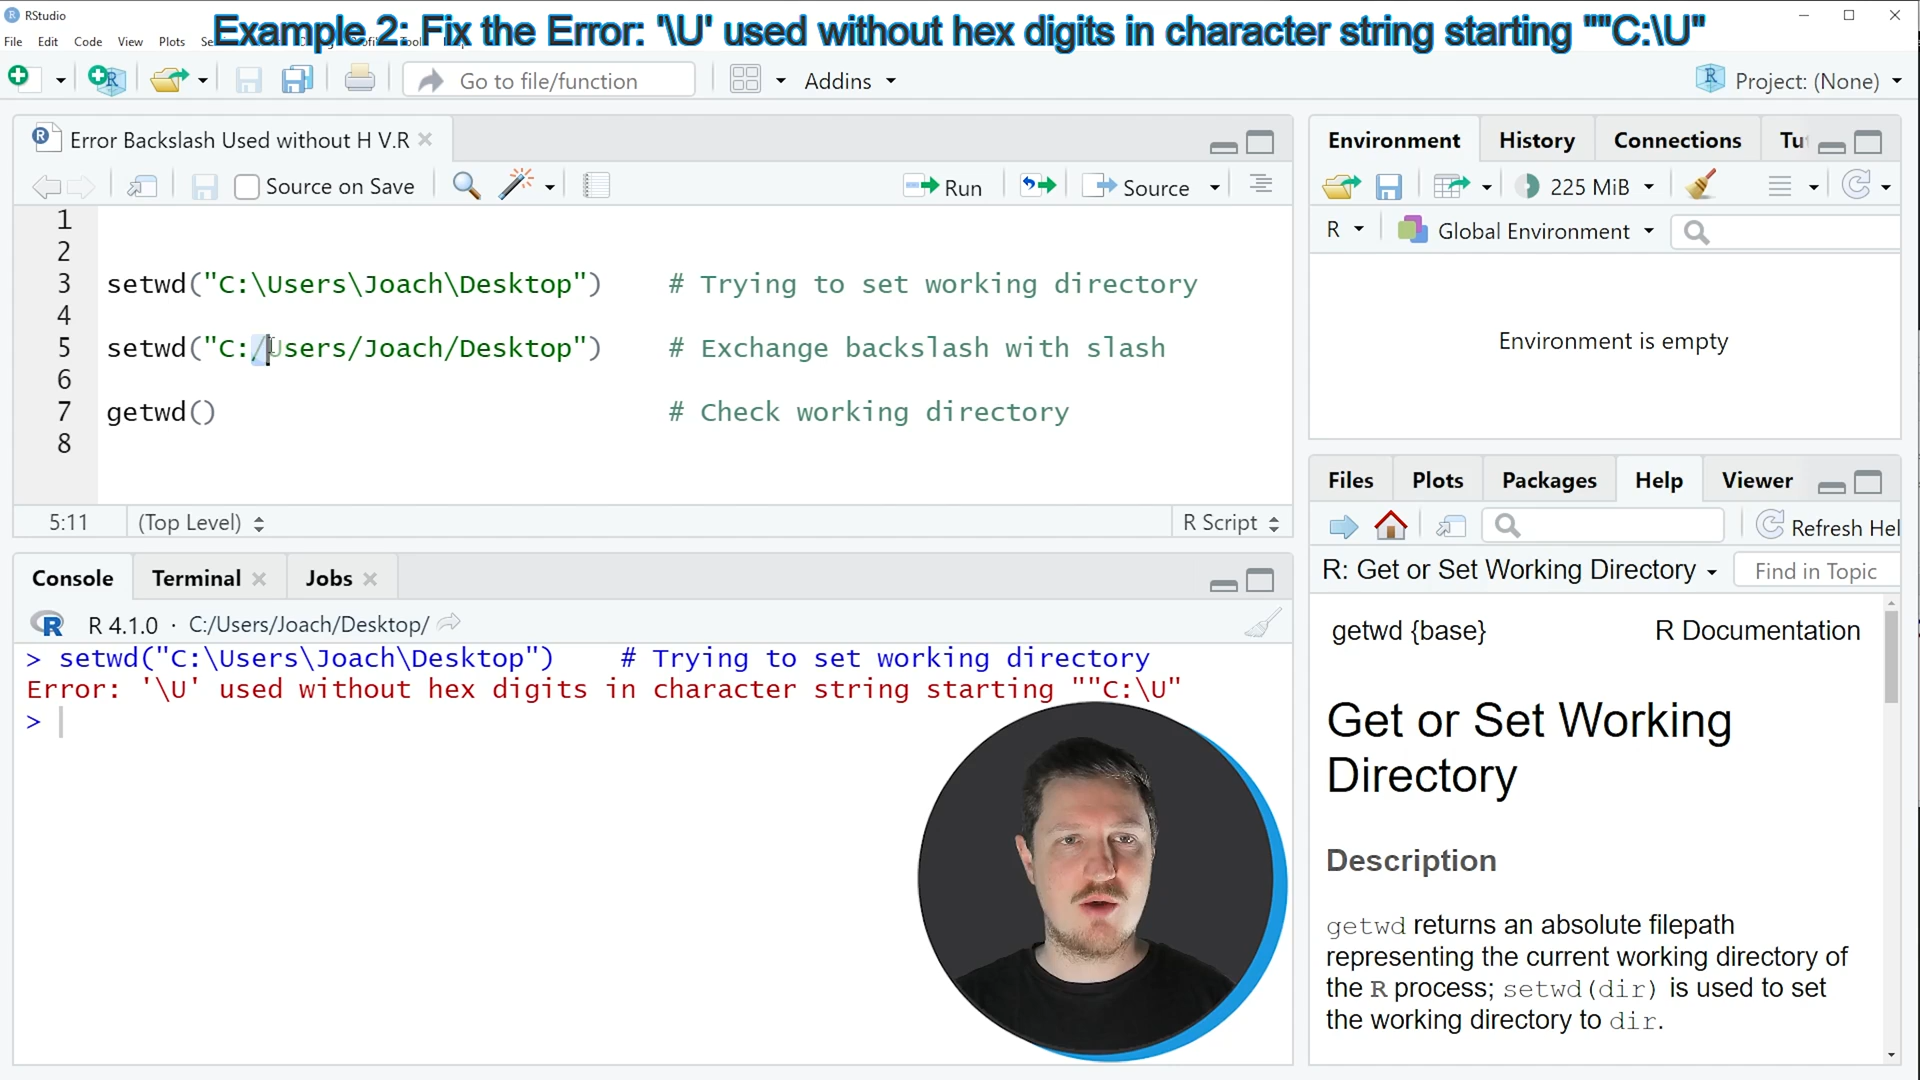 RStudio
Example 2: Fix the Error: '\U' used without hex digits in character string starting ""C:\U"
File Edit Code View Plots
Go to file/function
Addins
Project: (None)
Error Backslash Used without H V.R
Source on Save
Run
Source
1
2
3 setwd("C:\Users\Joach\Desktop") # Trying to set working directory
4
5 setwd("C:/Users/Joach/Desktop") # Exchange backslash with slash
6
7 getwd() # Check working directory
8
5:11 (Top Level) R Script
Console Terminal Jobs
R 4.1.0 · C:/Users/Joach/Desktop/
> setwd("C:\Users\Joach\Desktop") # Trying to set working directory
Error: '\U' used without hex digits in character string starting ""C:\U"
>
Environment History Connections Tu
225 MiB
R Global Environment
Environment is empty
Files Plots Packages Help Viewer
Refresh Hel
R: Get or Set Working Directory Find in Topic
getwd {base} R Documentation
Get or Set Working
Directory
Description
getwd returns an absolute filepath
representing the current working directory of
the R process; setwd(dir) is used to set
the working directory to dir.